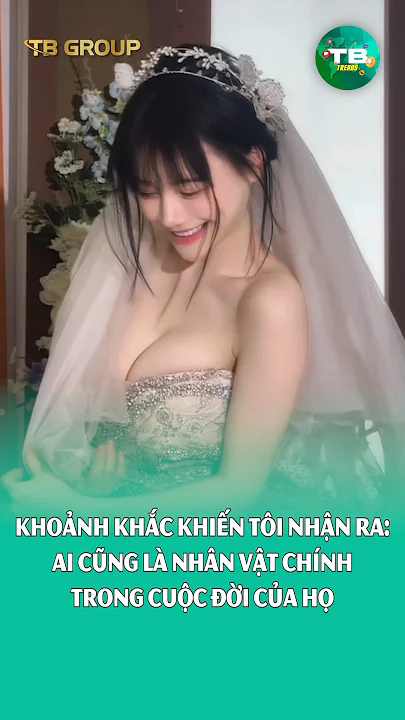 TB GROUP
TB
TRENDS
KHOẢNH KHẮC KHIẾN TÔI NHẬN RA:
AI CŨNG LÀ NHÂN VẬT CHÍNH
TRONG CUỘC ĐỜI CỦA HỌ